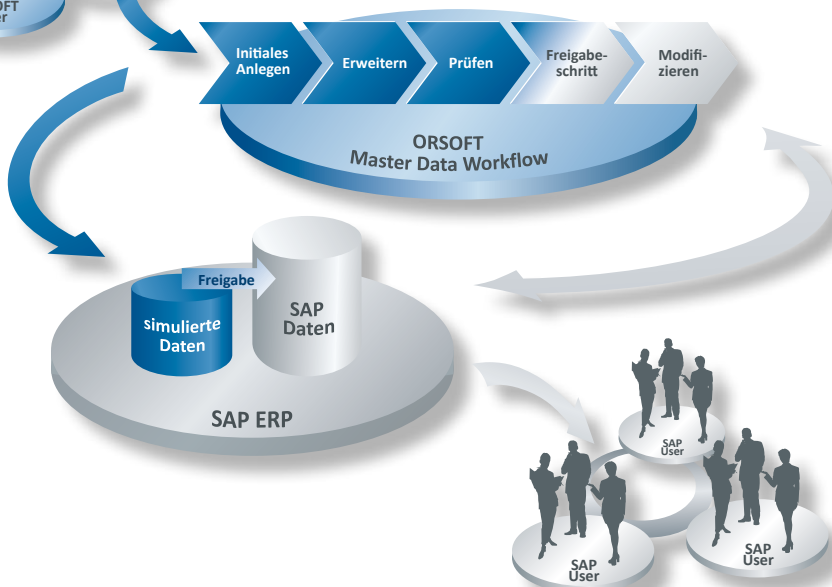 Initiales
Anlegen
Erweitern
Prüfen
Freigabe-
schritt
Modifi-
zieren
ORSOFT
Master Data Workflow
Freigabe
simulierte
Daten
SAP
Daten
SAP ERP
SAP
User
SAP
User
SAP
User